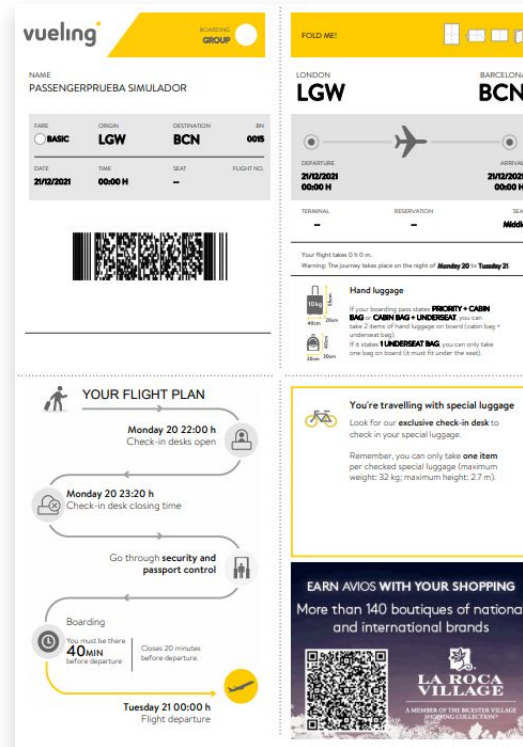 vueling
BOARDING
GROUP
NAME
PASSENGERPRUEBA SIMULADOR
FARE ORIGIN DESTINATION BN
BASIC LGW BCN 0015
DATE TIME SEAT FLIGHT NO.
21/12/2021 00:00 H –
FOLD ME!
LONDON BARCELONA
LGW BCN
DEPARTURE ARRIVAL
21/12/2021 21/12/2021
00:00 H 00:00 H
TERMINAL RESERVATION SEA
– – Middle
Your flight takes 0 h 0 m.
Warning: The journey takes place on the night of Monday 20 to Tuesday 21
Hand luggage
If your boarding pass states PRIORITY + CABIN
BAG or CABIN BAG + UNDERSEAT, you can
take 2 items of hand luggage on board (cabin bag +
underseat bag).
If it states 1 UNDERSEAT BAG, you can only take
one bag on board (it must fit under the seat).
10 kg
55cm
40cm 20cm
40cm
20cm 30cm
YOUR FLIGHT PLAN
Monday 20 22:00 h
Check-in desks open
Monday 20 23:20 h
Check-in desk closing time
Go through security and
passport control
Boarding
You must be there
40MIN
before departure
Closes 20 minutes
before departure.
Tuesday 21 00:00 h
Flight departure
You're travelling with special luggage
Look for our exclusive check-in desk to
check in your special luggage.
Remember, you can only take one item
per checked special luggage (maximum
weight: 32 kg; maximum height: 2.7 m).
EARN AVIOS WITH YOUR SHOPPING
More than 140 boutiques of national
and international brands
LA ROCA
VILLAGE
A MEMBER OF THE BICESTER VILLAGE
SHOPPING COLLECTION